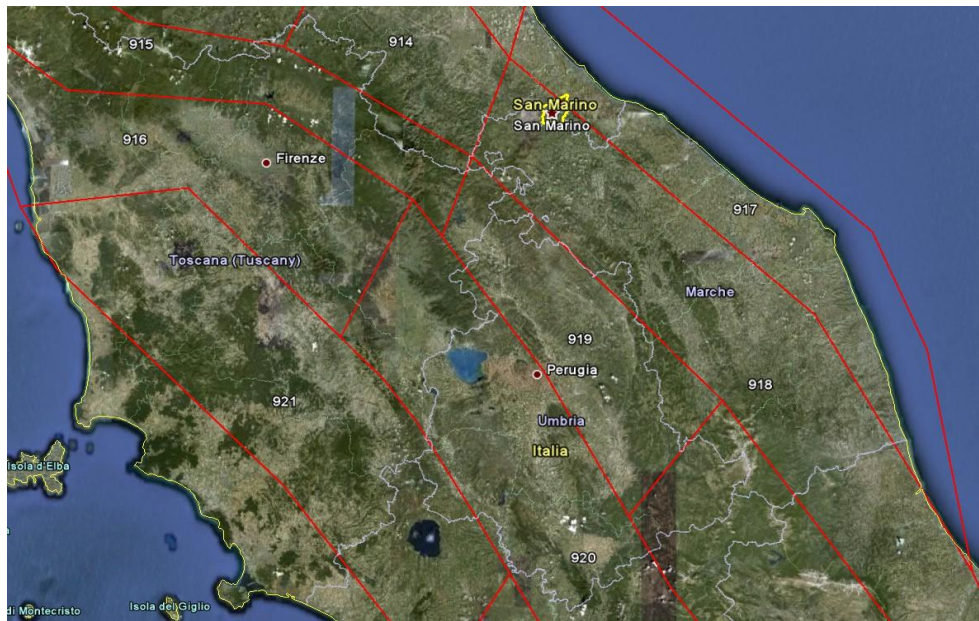 915
914
San Marino
San Marino
916
Firenze
917
Toscana (Tuscany)
Marche
919
Perugia
918
921
Umbria
Italia
Isola d'Elba
920
di Montecristo
Isola del Giglio